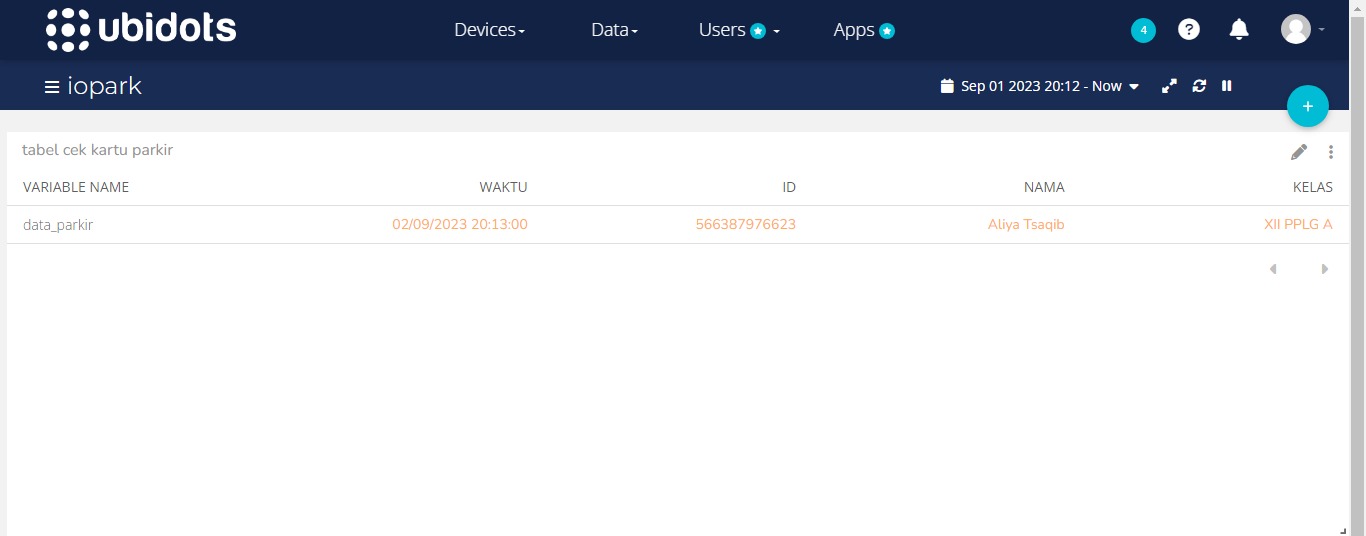 ubidots Devices Data Users Apps 4 ?
iopark Sep 01 2023 20:12 - Now
+
tabel cek kartu parkir
VARIABLE NAME WAKTU ID NAMA KELAS
data_parkir 02/09/2023 20:13:00 566387976623 Aliya Tsaqib XII PPLG A